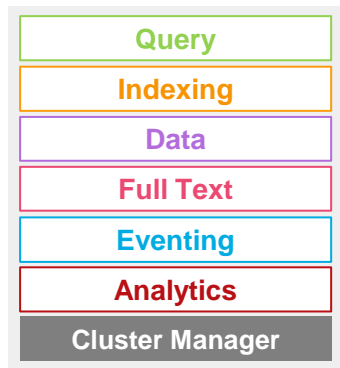 Query
Indexing
Data
Full Text
Eventing
Analytics
Cluster Manager